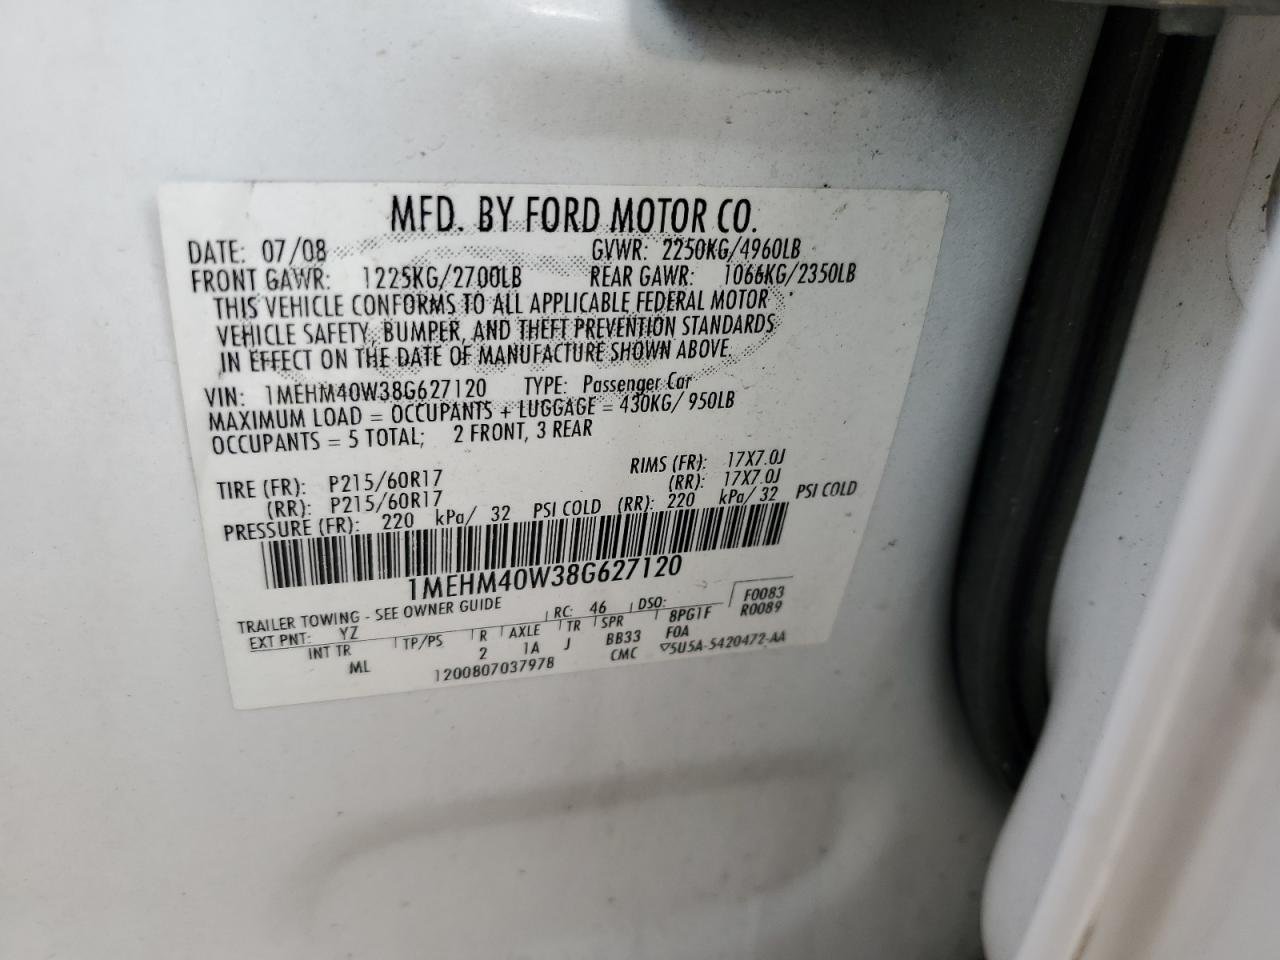 MFD. BY FORD MOTOR CO.
DATE: 07/08 GVWR: 2250KG/4960LB
FRONT GAWR: 1225KG/2700LB REAR GAWR: 1066KG/2350LB
THIS VEHICLE CONFORMS TO ALL APPLICABLE FEDERAL MOTOR
VEHICLE SAFETY, BUMPER, AND THEFT PREVENTION STANDARDS
IN EFFECT ON THE DATE OF MANUFACTURE SHOWN ABOVE.
VIN: 1MEHM40W38G627120 TYPE: Passenger Car
MAXIMUM LOAD = OCCUPANTS + LUGGAGE = 430KG/ 950LB
OCCUPANTS = 5 TOTAL; 2 FRONT, 3 REAR
TIRE (FR): P215/60R17 RIMS (FR): 17X7.0J
(RR): P215/60R17 (RR): 17X7.0J
PRESSURE (FR): 220 kPa/ 32 PSI COLD (RR): 220 kPa/ 32 PSI COLD
1MEHM40W38G627120
TRAILER TOWING - SEE OWNER GUIDE F0083
EXT PNT: YZ RC: 46 DSO: 8PG1F R0089
INT TR TP/PS R AXLE TR SPR F0A
ML 2 1A J BB33 ▽5U5A-5420472-AA
1200807037978 CMC